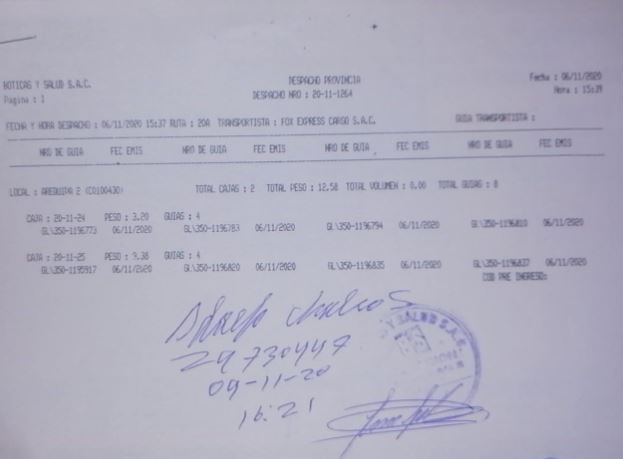 BOTICAS Y SALUD S.A.C.
Pagina : 1
DESPACHO PROVINCIA
DESPACHO NRO : 20-11-1264
Fecha : 06/11/2020
Hora : 15:39
FECHA Y HORA DESPACHO : 06/11/2020 15:37 RUTA : 20A TRANSPORTISTA : FOX EXPRESS CARGO S.A.C. GUIA TRANSPORTISTA :
NRO DE GUIA FEC EMIS NRO DE GUIA FEC EMIS NRO DE GUIA FEC EMIS NRO DE GUIA FEC EMIS
LOCAL : AREQUIPA 2 (C0100430) TOTAL CAJAS : 2 TOTAL PESO : 12.58 TOTAL VOLUMEN : 0.00 TOTAL GUIAS : 8
CAJA : 20-11-24 PESO : 3.20 GUIAS : 4
GL\350-1196773 06/11/2020 GL\350-1196783 06/11/2020 GL\350-1196794 06/11/2020 GL\350-1196810 06/11/2020
CAJA : 20-11-25 PESO : 9.38 GUIAS : 4
GL\350-1195917 06/11/2020 GL\350-1196820 06/11/2020 GL\350-1196835 06/11/2020 GL\350-1196837 06/11/2020
COD PRE INGRESO:
29730447
09-11-20
16:21
Y SALUD S.A.C.